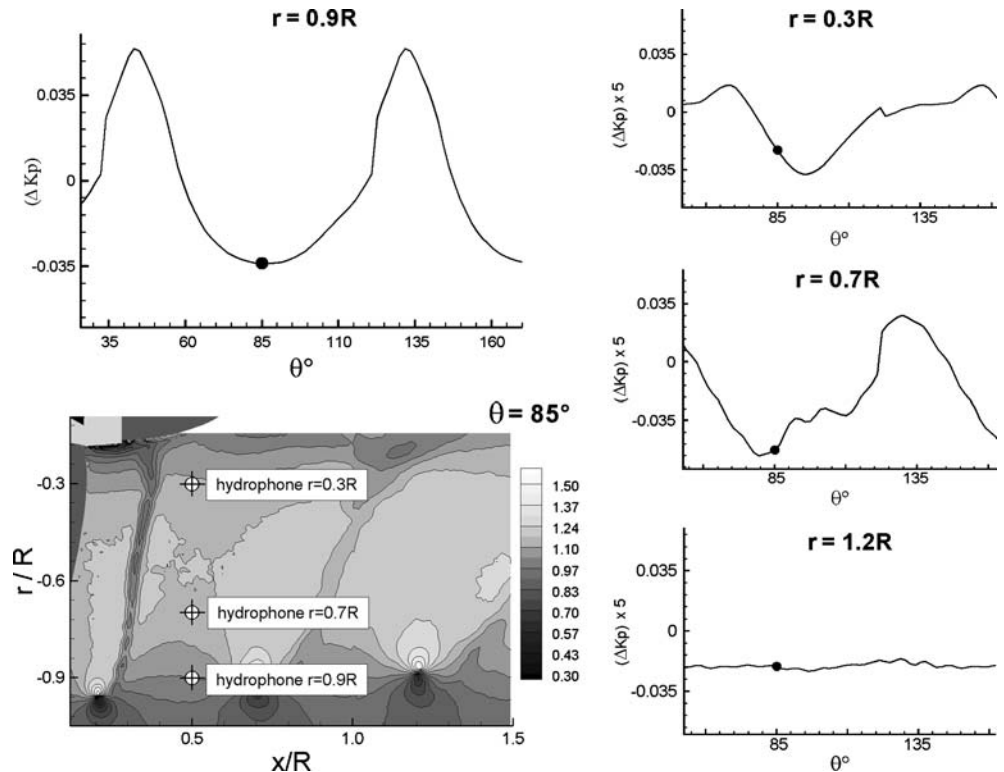 r = 0.9R
0.035
0
-0.035
(Δ Kp)
35
60
85
110
135
160
θ°
r = 0.3R
0.035
0
-0.035
(ΔKp) x 5
85
135
θ°
r = 0.7R
0.035
0
-0.035
(ΔKp) x 5
85
135
θ°
r = 1.2R
0.035
0
-0.035
(ΔKp) x 5
85
135
θ°
θ = 85°
-0.3
-0.6
-0.9
r / R
hydrophone r=0.3R
hydrophone r=0.7R
hydrophone r=0.9R
0.5
1.0
1.5
x/R
1.50
1.37
1.24
1.10
0.97
0.83
0.70
0.57
0.43
0.30